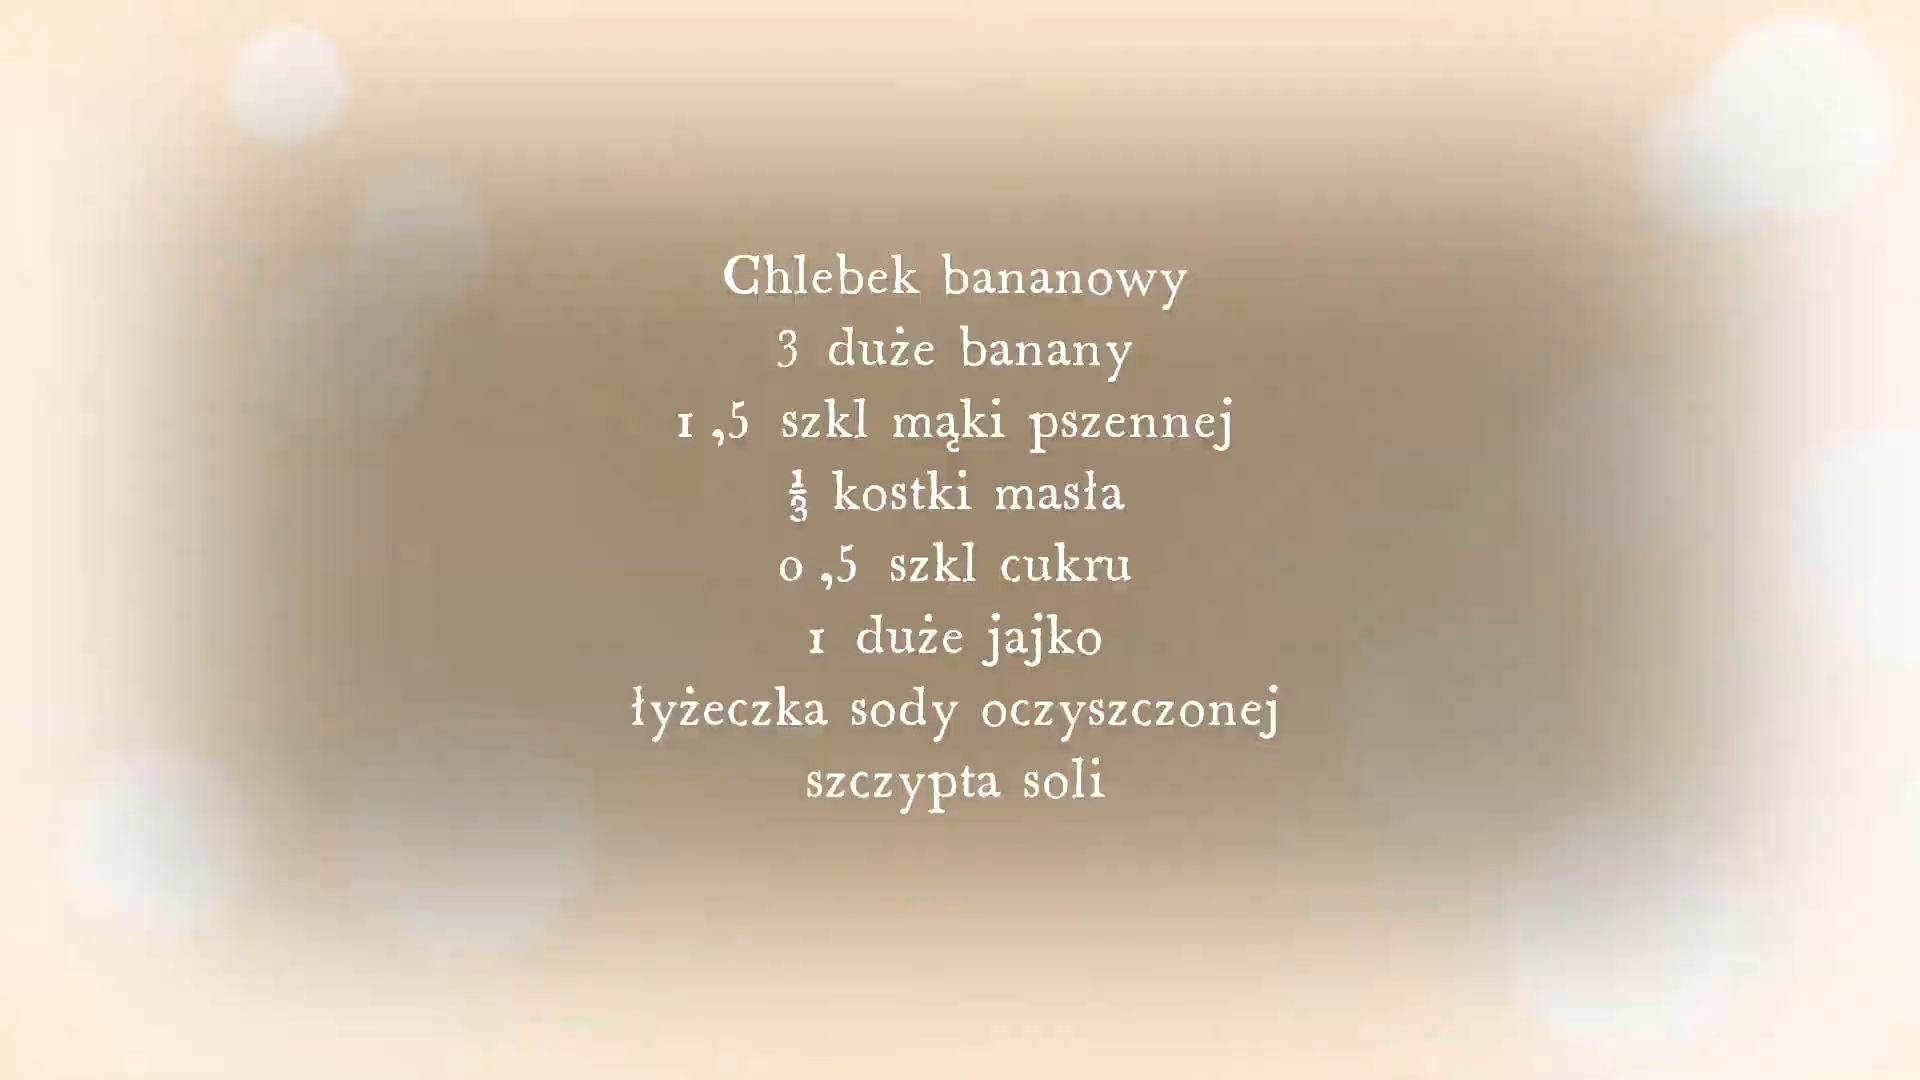 Chlebek bananowy
3 duże banany
1 ,5 szkl mąki pszennej
⅓ kostki masła
0 ,5 szkl cukru
1 duże jajko
łyżeczka sody oczyszczonej
szczypta soli